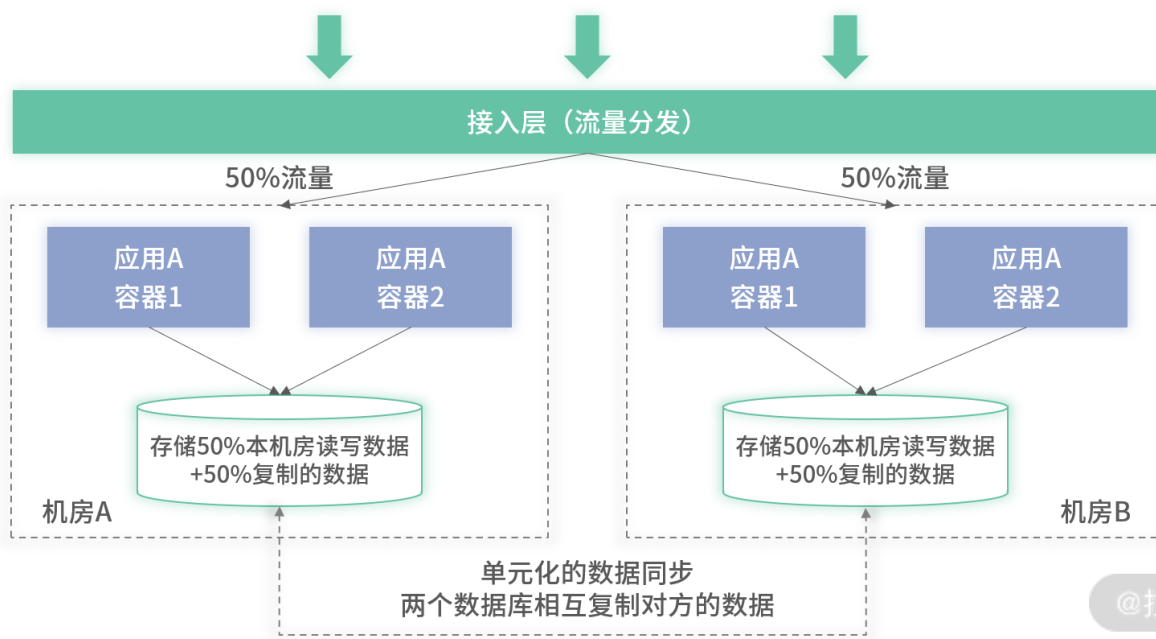 接入层（流量分发）
50%流量
50%流量
应用A
容器1
应用A
容器2
应用A
容器1
应用A
容器2
存储50%本机房读写数据
+50%复制的数据
存储50%本机房读写数据
+50%复制的数据
机房A
机房B
单元化的数据同步
两个数据库相互复制对方的数据